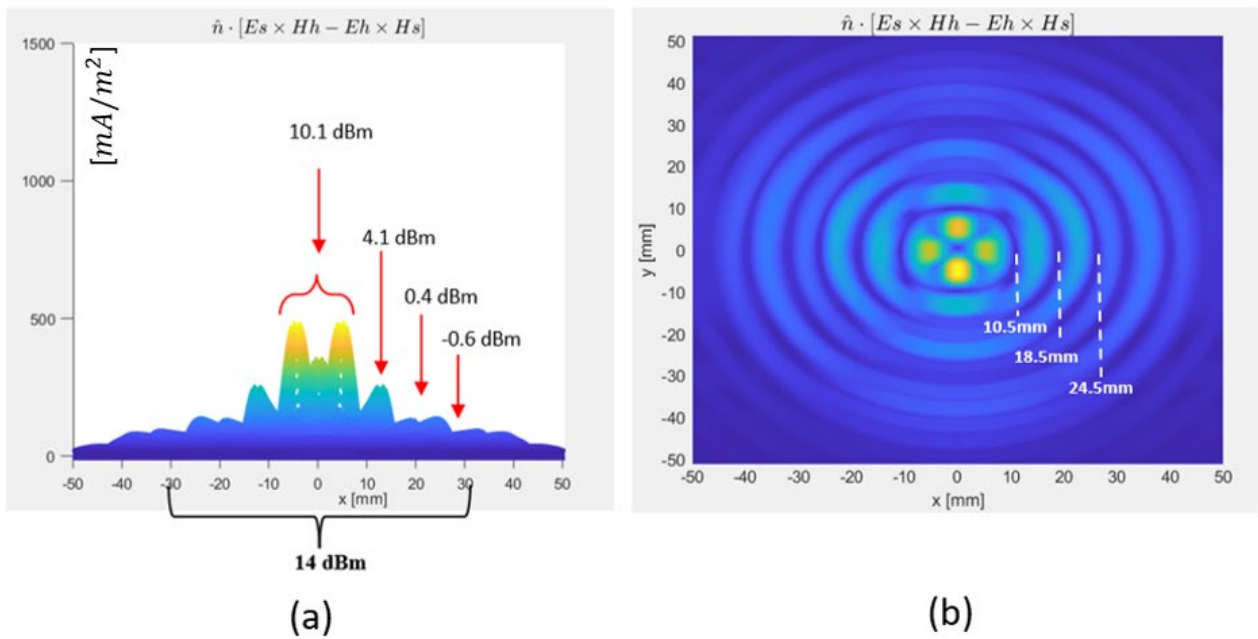 n̂ · [Es × Hh − Eh × Hs]
[mA/m²]
1500
1000
500
0
10.1 dBm
4.1 dBm
0.4 dBm
-0.6 dBm
-50 -40 -30 -20 -10 0 10 20 30 40 50
x [mm]
14 dBm
(a)
n̂ · [Es × Hh − Eh × Hs]
50
40
30
20
10
0
-10
-20
-30
-40
-50
y [mm]
10.5mm
18.5mm
24.5mm
-50 -40 -30 -20 -10 0 10 20 30 40 50
x [mm]
(b)